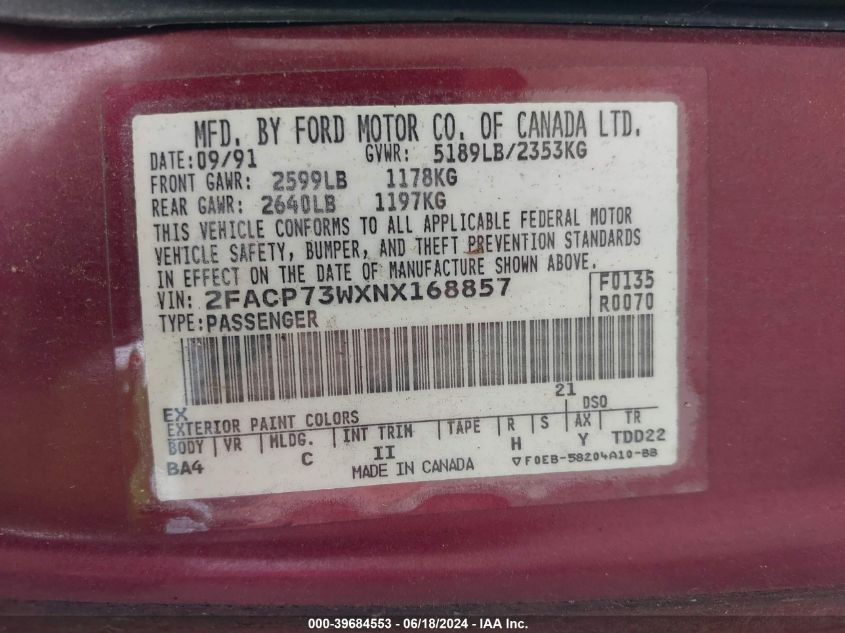 MFD. BY FORD MOTOR CO. OF CANADA LTD.
DATE: 09/91 GVWR: 5189LB/2353KG
FRONT GAWR: 2599LB 1178KG
REAR GAWR: 2640LB 1197KG
THIS VEHICLE CONFORMS TO ALL APPLICABLE FEDERAL MOTOR
VEHICLE SAFETY, BUMPER, AND THEFT PREVENTION STANDARDS
IN EFFECT ON THE DATE OF MANUFACTURE SHOWN ABOVE.
VIN: 2FACP73WXNX168857 F0135
TYPE: PASSENGER R0070
21
EX DSO
EXTERIOR PAINT COLORS
BODY VR MLDG. INT TRIM TAPE R S AX TR
BA4 C II H Y TDD22
MADE IN CANADA ▽F0EB-58204A10-BB
000-39684553 - 06/18/2024 - IAAI Inc.